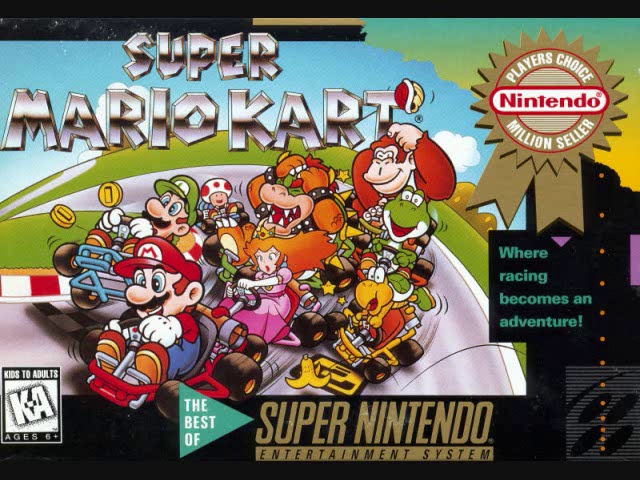 SUPER
MARIO KART®
PLAYERS CHOICE
Nintendo®
MILLION SELLER
Where
racing
becomes an
adventure!
KIDS TO ADULTS
K-A
AGES 6+
THE
BEST
OF
SUPER NINTENDO
ENTERTAINMENT SYSTEM